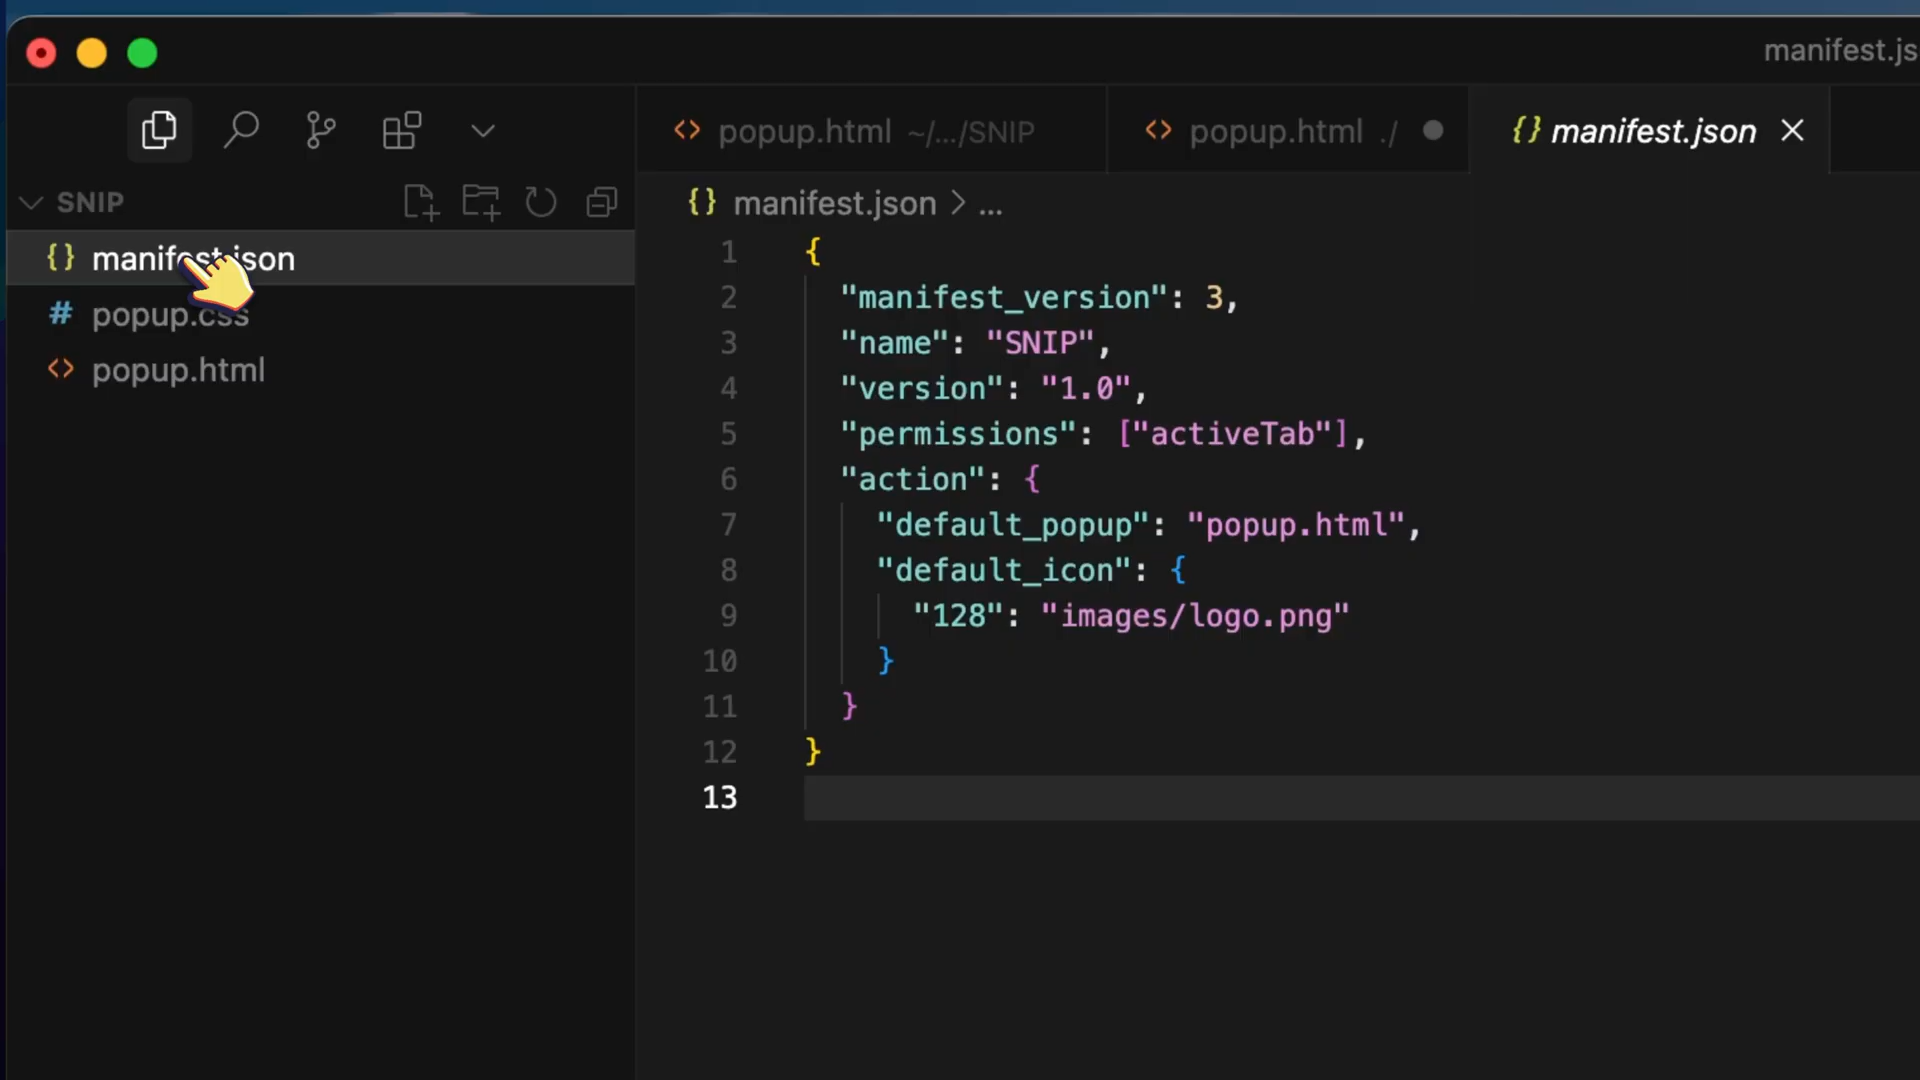 manifest.js
popup.html ~/.../SNIP
popup.html ./
{} manifest.json
SNIP
{} manifest.json
# popup.css
<> popup.html
{} manifest.json > ...
1 {
2 "manifest_version": 3,
3 "name": "SNIP",
4 "version": "1.0",
5 "permissions": ["activeTab"],
6 "action": {
7 "default_popup": "popup.html",
8 "default_icon": {
9 "128": "images/logo.png"
10 }
11 }
12 }
13